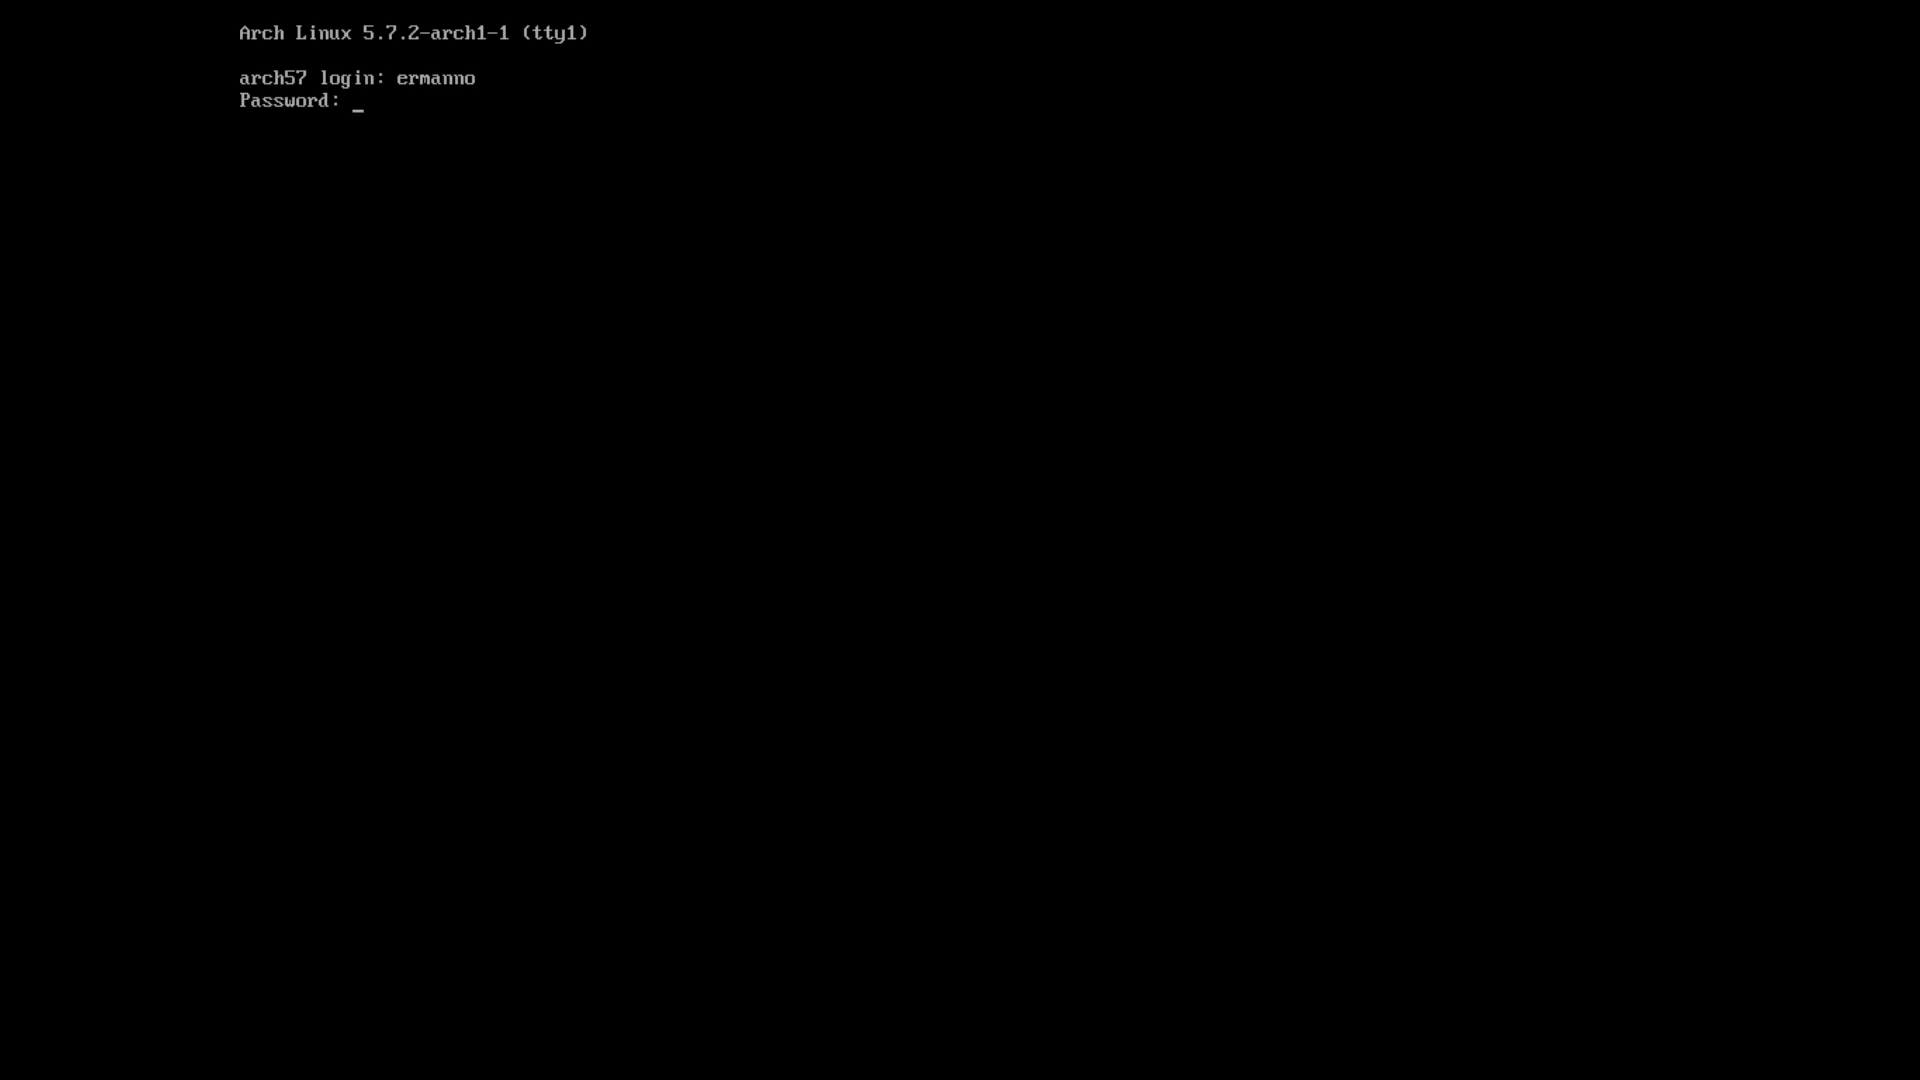 Arch Linux 5.7.2-arch1-1 (tty1)
arch57 login: ermanno
Password: _